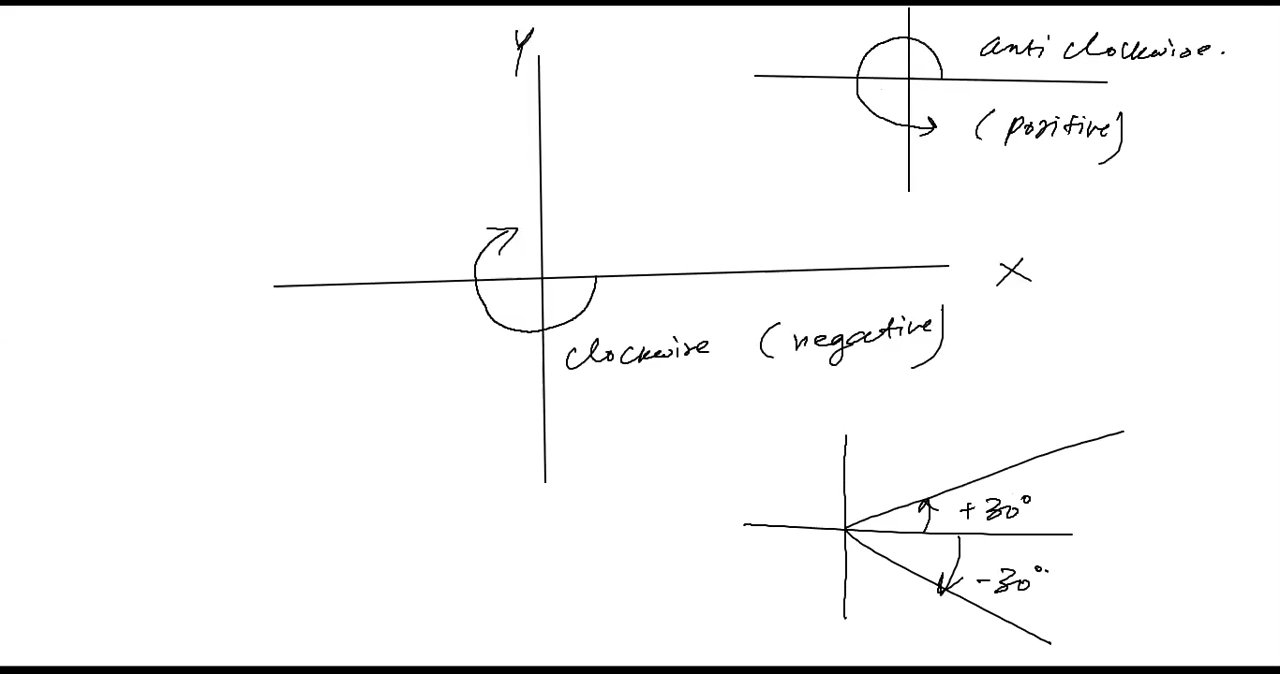 Y
anti clockwise.
(positive)
X
clockwise (negative)
+30°
-30°